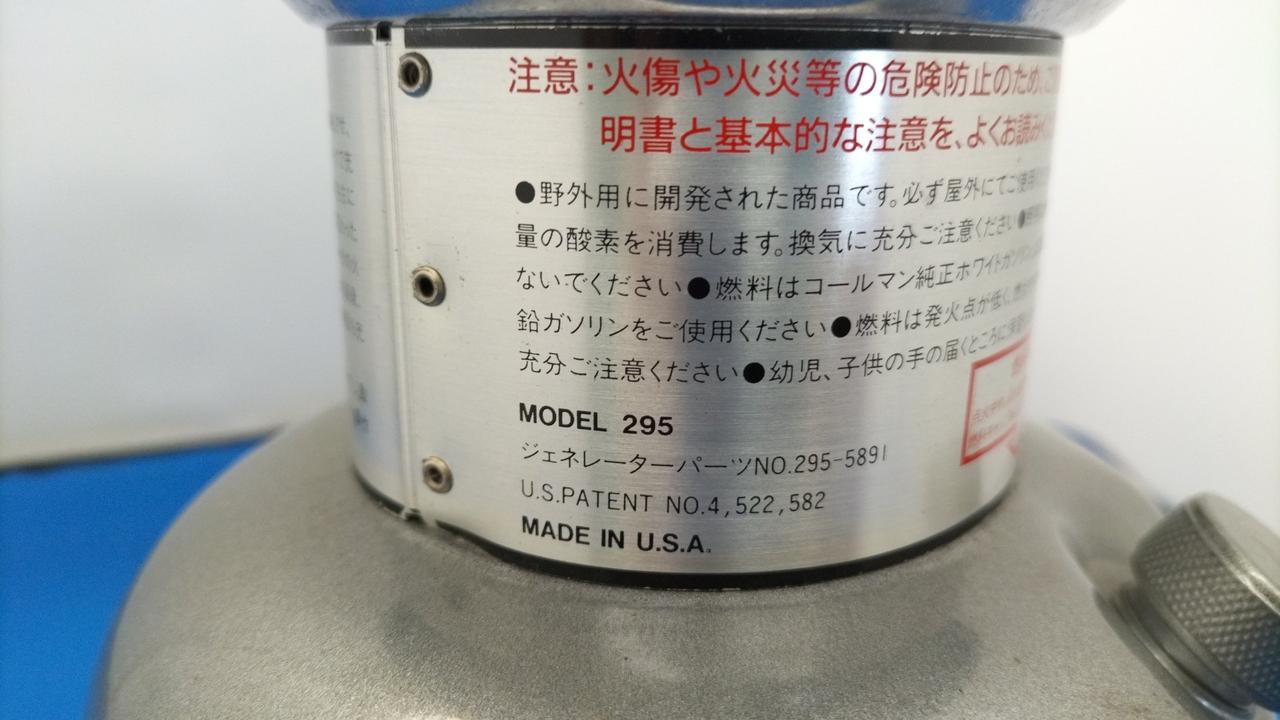 注意:火傷や火災等の危険防止のため、
明書と基本的な注意を、よくお読み
●野外用に開発された商品です。必ず屋外にてご使用
量の酸素を消費します。換気に充分ご注意ください●
ないでください●燃料はコールマン純正ホワイトガソリン
鉛ガソリンをご使用ください●燃料は発火点が低く、
充分ご注意ください●幼児、子供の手の届くところに
MODEL 295
ジェネレーターパーツNO.295-5891
U.S.PATENT NO.4,522,582
MADE IN U.S.A.